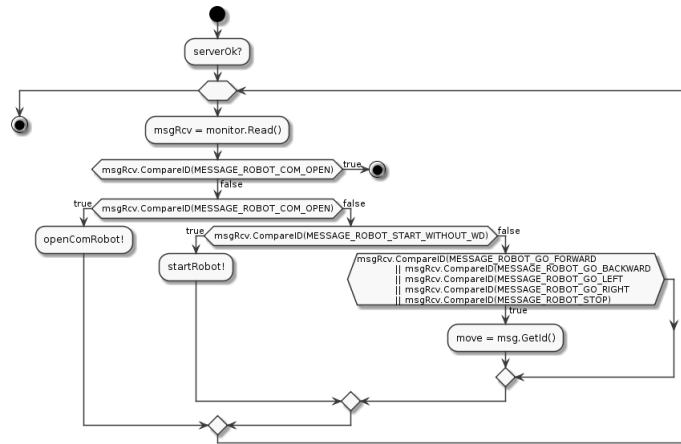 serverOk?
msgRcv = monitor.Read()
msgRcv.CompareID(MESSAGE_ROBOT_COM_OPEN)
true
false
true
msgRcv.CompareID(MESSAGE_ROBOT_COM_OPEN)
false
openComRobot!
true
msgRcv.CompareID(MESSAGE_ROBOT_START_WITHOUT_WD)
false
startRobot!
msgRcv.CompareID(MESSAGE_ROBOT_GO_FORWARD
|| msgRcv.CompareID(MESSAGE_ROBOT_GO_BACKWARD
|| msgRcv.CompareID(MESSAGE_ROBOT_GO_LEFT
|| msgRcv.CompareID(MESSAGE_ROBOT_GO_RIGHT
|| msgRcv.CompareID(MESSAGE_ROBOT_STOP)
true
move = msg.GetId()